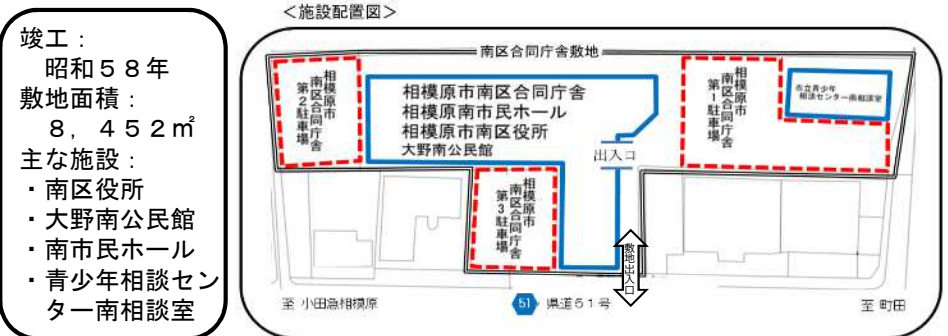 竣工：
昭和５８年
敷地面積：
８，４５２㎡
主な施設：
・南区役所
・大野南公民館
・南市民ホール
・青少年相談セン
ター南相談室
＜施設配置図＞
南区合同庁舎敷地
相模原市
南区合同庁舎
第２駐車場
相模原市南区合同庁舎
相模原南市民ホール
相模原市南区役所
大野南公民館
出入口
相模原市
南区合同庁舎
第１駐車場
市立青少年
相談センター南相談室
相模原市
南区合同庁舎
第３駐車場
敷地出入口
至 小田急相模原
51 県道５１号
至 町田